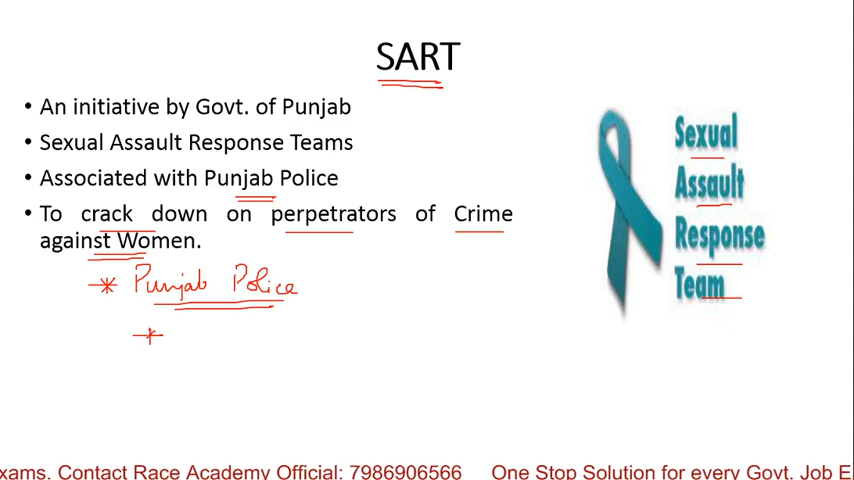 SART
• An initiative by Govt. of Punjab
• Sexual Assault Response Teams
• Associated with Punjab Police
• To crack down on perpetrators of Crime
against Women.
* Punjab Police
*
Sexual
Assault
Response
Team
xams. Contact Race Academy Official: 7986906566 One Stop Solution for every Govt. Job E